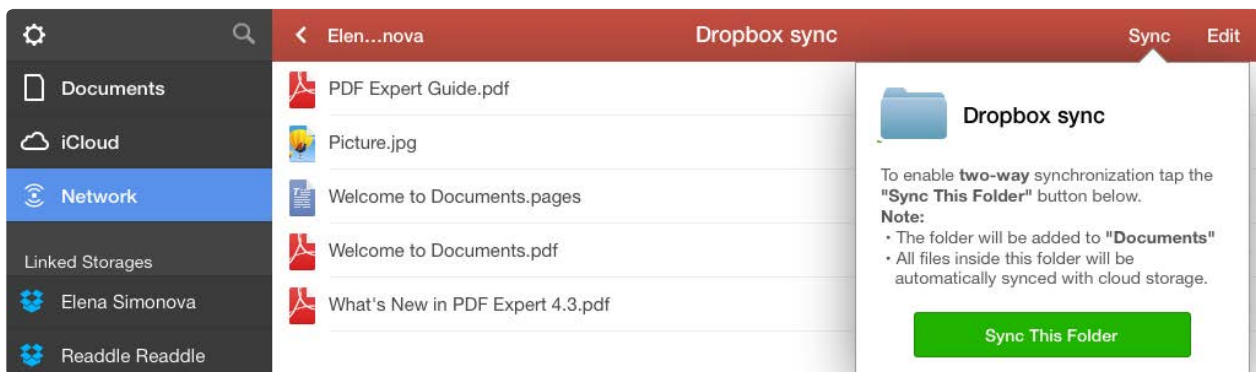 Elen...nova
Dropbox sync
Sync
Edit
Documents
iCloud
Network
Linked Storages
Elena Simonova
Readdle Readdle
PDF Expert Guide.pdf
Picture.jpg
Welcome to Documents.pages
Welcome to Documents.pdf
What's New in PDF Expert 4.3.pdf
Dropbox sync
To enable two-way synchronization tap the
"Sync This Folder" button below.
Note:
• The folder will be added to "Documents"
• All files inside this folder will be
automatically synced with cloud storage.
Sync This Folder